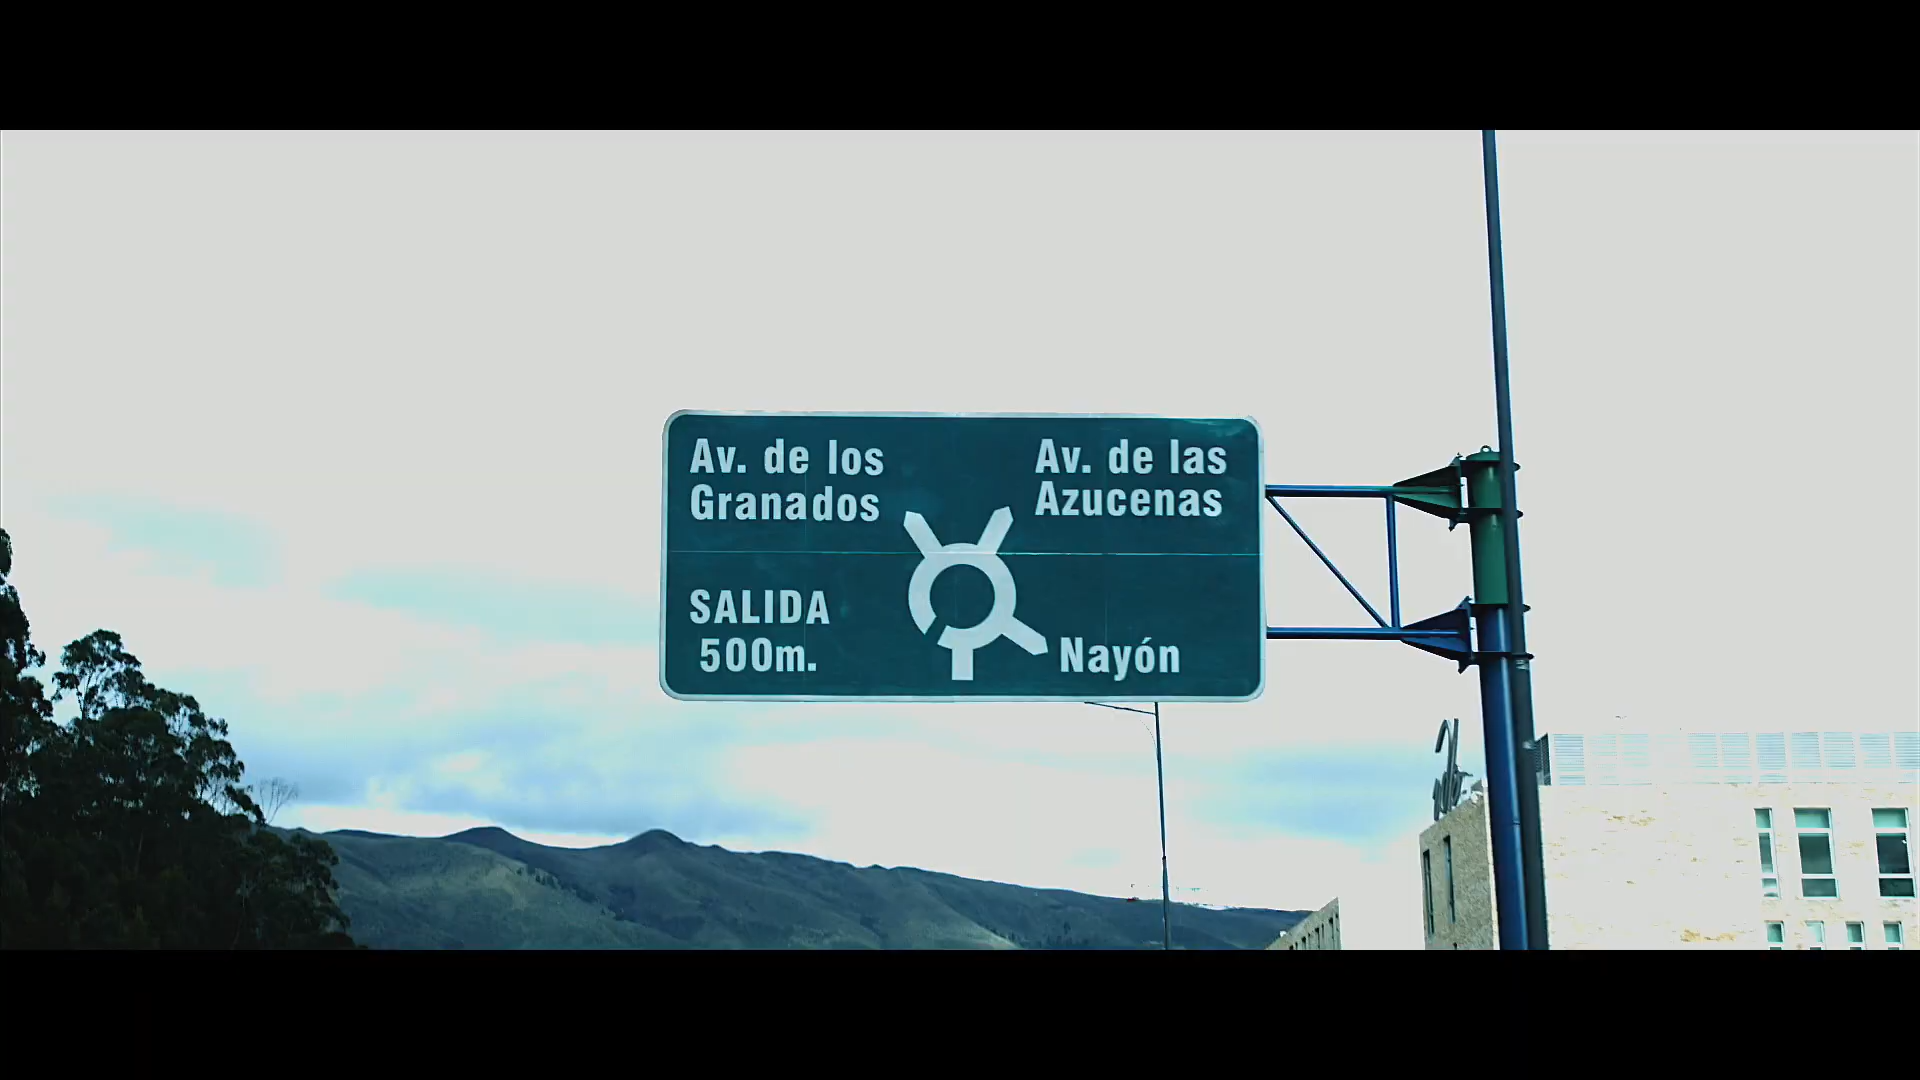 Av. de los
Granados
Av. de las
Azucenas
SALIDA
500m.
Nayón